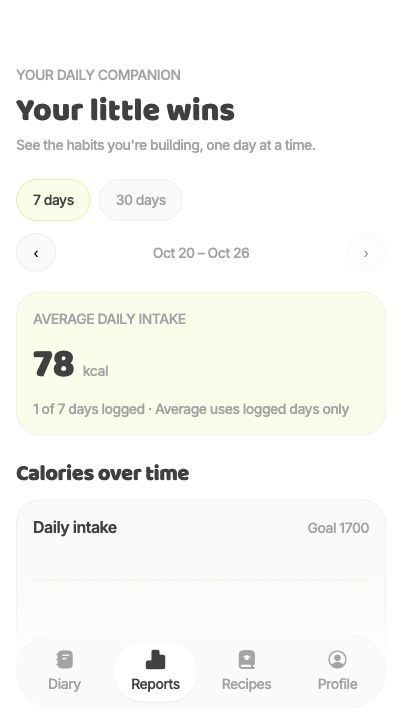 YOUR DAILY COMPANION
Your little wins
See the habits you're building, one day at a time.
7 days
30 days
‹
Oct 20 – Oct 26
›
AVERAGE DAILY INTAKE
78 kcal
1 of 7 days logged · Average uses logged days only
Calories over time
Daily intake
Goal 1700
Diary
Reports
Recipes
Profile